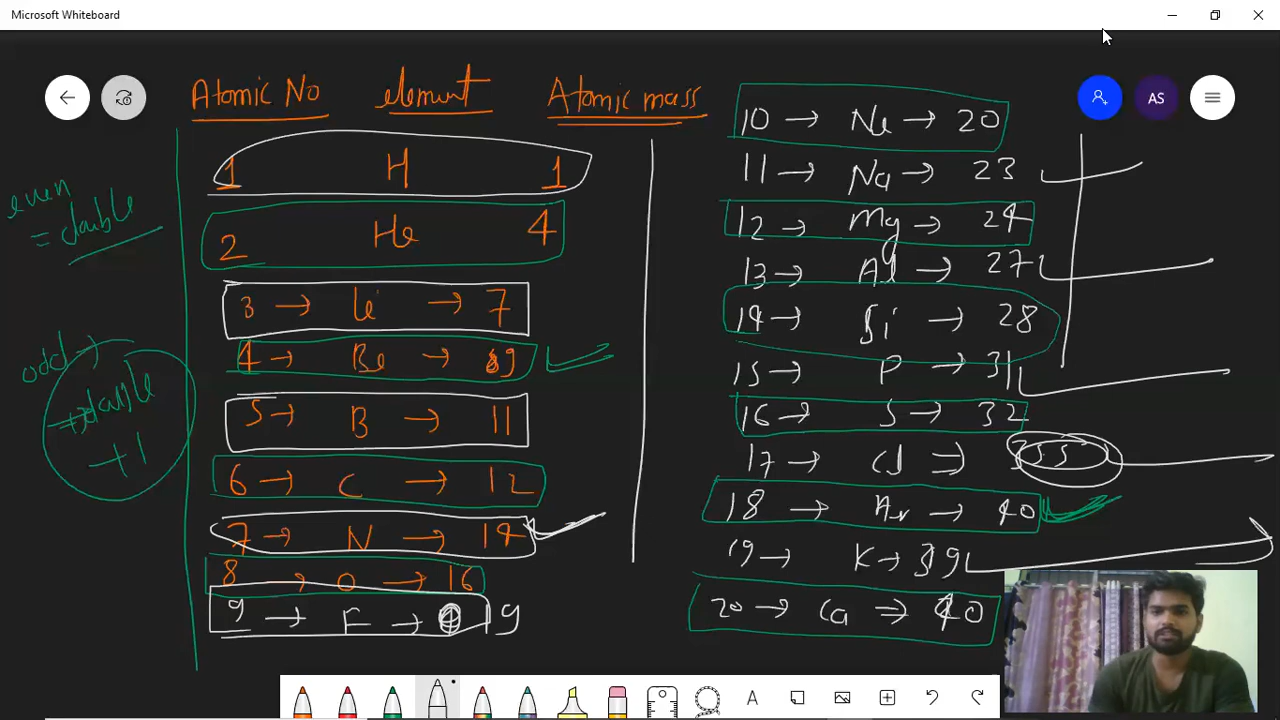 Microsoft Whiteboard
Atomic No element Atomic mass
1 H 1
2 He 4
3 → Li → 7
4 → Be → 9
5 → B → 11
6 → C → 12
7 → N → 14
8 → O → 16
9 → F → 19
even
= double
odd →
→ double
+1
10 → Ne → 20
11 → Na → 23
12 → Mg → 24
13 → Al → 27
14 → Si → 28
15 → P → 31
16 → S → 32
17 → Cl → 35.5
18 → Ar → 40
19 → K → 39
20 → Ca → 40
AS
A